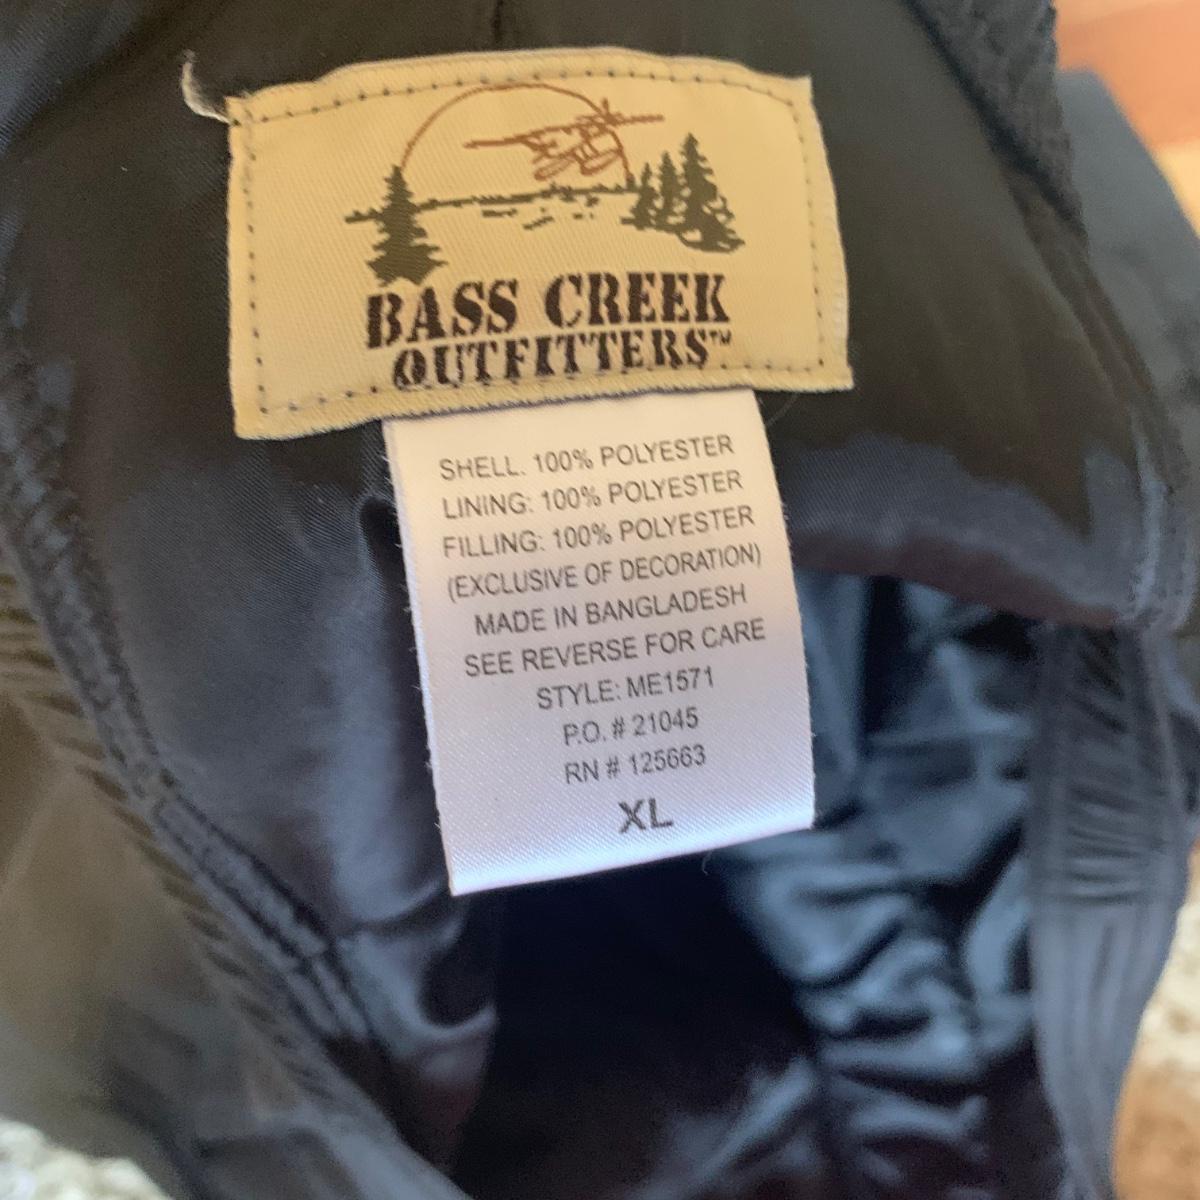 BASS CREEK
OUTFITTERS™
SHELL. 100% POLYESTER
LINING: 100% POLYESTER
FILLING: 100% POLYESTER
(EXCLUSIVE OF DECORATION)
MADE IN BANGLADESH
SEE REVERSE FOR CARE
STYLE: ME1571
P.O. # 21045
RN # 125663
XL